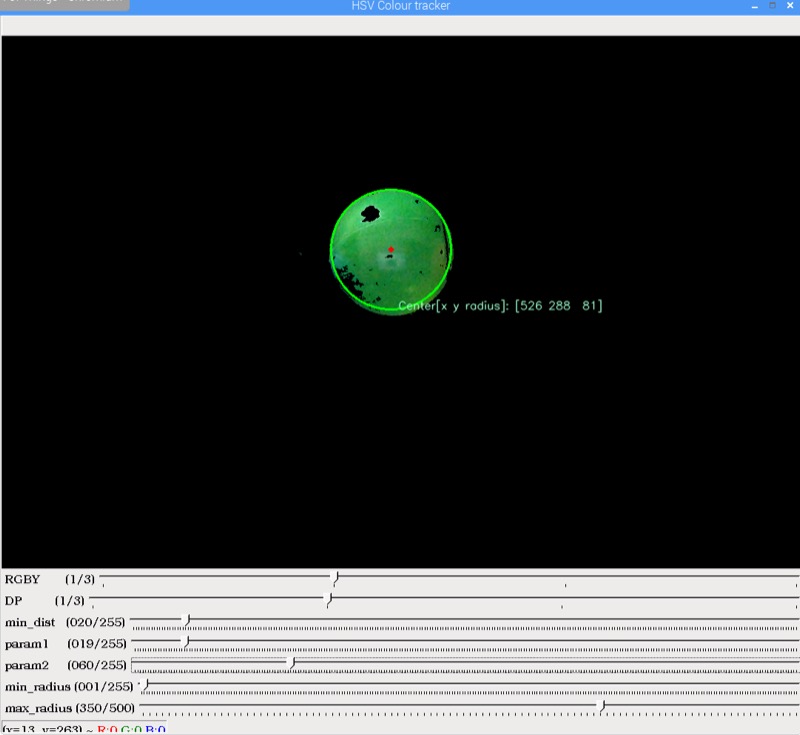 HSV Colour tracker
Center[x y radius]: [526 288 81]
RGBY (1/3)
DP (1/3)
min_dist (020/255)
param1 (019/255)
param2 (060/255)
min_radius (001/255)
max_radius (350/500)
(x=13, y=263) ~ R:0 G:0 B:0